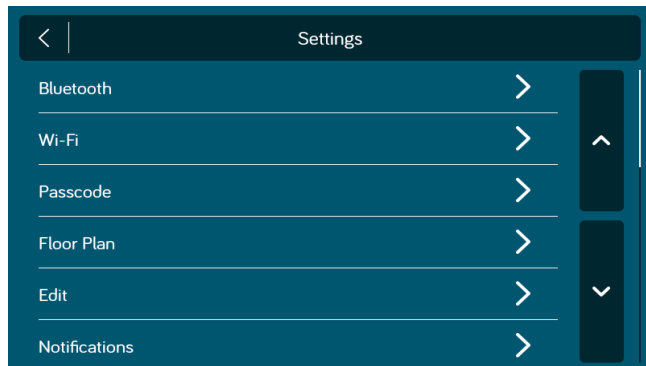 Settings
Bluetooth
Wi-Fi
Passcode
Floor Plan
Edit
Notifications